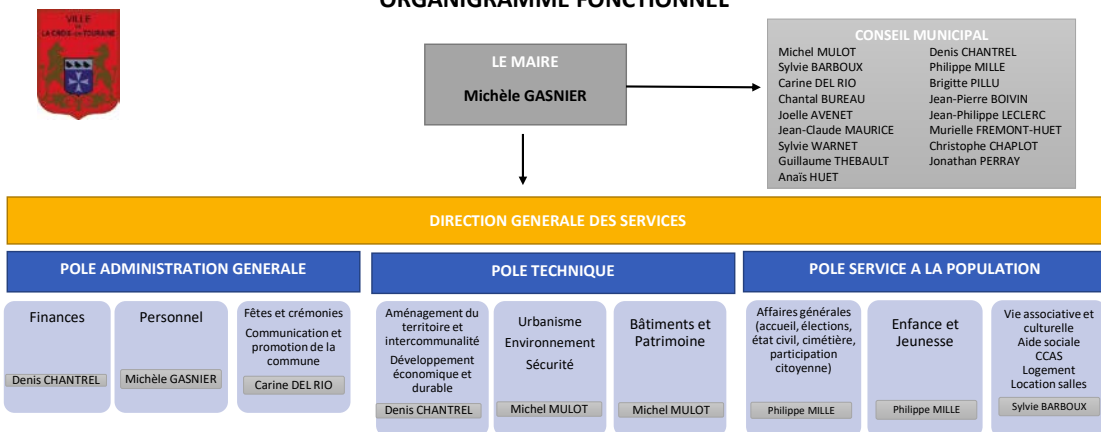 ORGANIGRAMME FONCTIONNEL
VILLE
DE
LA CROIX-en-TOURAINE
LE MAIRE
Michèle GASNIER
CONSEIL MUNICIPAL
Michel MULOT
Sylvie BARBOUX
Carine DEL RIO
Chantal BUREAU
Joelle AVENET
Jean-Claude MAURICE
Sylvie WARNET
Guillaume THEBAULT
Anaïs HUET
Denis CHANTREL
Philippe MILLE
Brigitte PILLU
Jean-Pierre BOIVIN
Jean-Philippe LECLERC
Murielle FREMONT-HUET
Christophe CHAPLOT
Jonathan PERRAY
DIRECTION GENERALE DES SERVICES
POLE ADMINISTRATION GENERALE
Finances
Denis CHANTREL
Personnel
Michèle GASNIER
Fêtes et crémonies
Communication et
promotion de la
commune
Carine DEL RIO
POLE TECHNIQUE
Aménagement du
territoire et
intercommunalité
Développement
économique et
durable
Denis CHANTREL
Urbanisme
Environnement
Sécurité
Michel MULOT
Bâtiments et
Patrimoine
Michel MULOT
POLE SERVICE A LA POPULATION
Affaires générales
(accueil, élections,
état civil, cimétière,
participation
citoyenne)
Philippe MILLE
Enfance et
Jeunesse
Philippe MILLE
Vie associative et
culturelle
Aide sociale
CCAS
Logement
Location salles
Sylvie BARBOUX